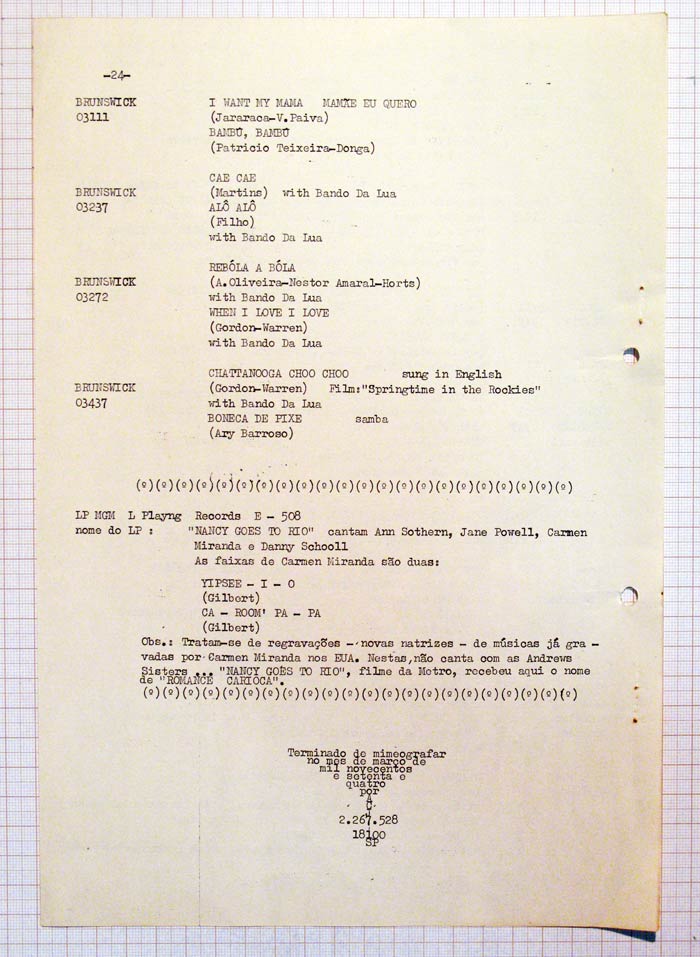 -24-
BRUNSWICK I WANT MY MAMA MAMXE EU QUERO
03111 (Jararaca-V.Paiva)
BAMBŪ, BAMBŪ
(Patricio Teixeira-Donga)
CAE CAE
BRUNSWICK (Martins) with Bando Da Lua
03237 ALÔ ALÔ
(Filho)
with Bando Da Lua
REBÓLA A BÓLA
BRUNSWICK (A.Oliveira-Nestor Amaral-Horts)
03272 with Bando Da Lua
WHEN I LOVE I LOVE
(Gordon-Warren)
with Bando Da Lua
CHATTANOOGA CHOO CHOO sung in English
BRUNSWICK (Gordon-Warren) Film:"Springtime in the Rockies"
03437 with Bando Da Lua
BONECA DE PIXE samba
(Ary Barroso)
(º)(º)(º)(º)(º)(º)(º)(º)(º)(º)(º)(º)(º)(º)(º)(º)(º)(º)(º)(º)(º)(º)
LP MGM L Playng Records E - 508
nome do LP : "NANCY GOES TO RIO" cantam Ann Sothern, Jane Powell, Carmen
Miranda e Danny Schooll
As faixas de Carmen Miranda são duas:
YIPSEE - I - O
(Gilbert)
CA - ROOM' PA - PA
(Gilbert)
Obs.: Tratam-se de regravações - novas natrizes - de músicas já gra -
vadas por Carmen Miranda nos EUA. Nestas,não canta com as Andrews
Sisters ... "NANCY GOES TO RIO", filme da Metro, recebeu aqui o nome
de "ROMANCE CARIOCA".
(º)(º)(º)(º)(º)(º)(º)(º)(º)(º)(º)(º)(º)(º)(º)(º)(º)(º)(º)(º)(º)(º)
Terminado de mimeografar
no mes de março de
mil novecentos
e setenta e
quatro
por
2.267.528
18100
SP